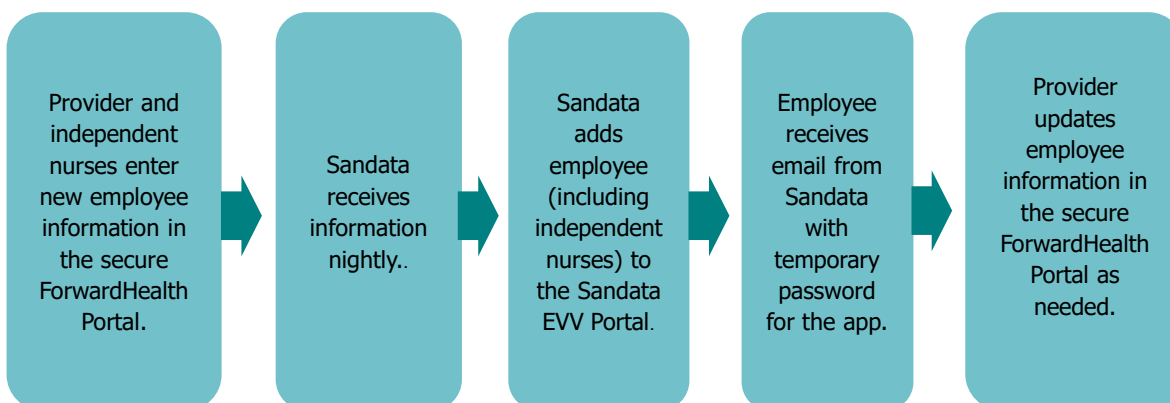 Provider and
independent
nurses enter
new employee
information in
the secure
ForwardHealth
Portal.
Sandata
receives
information
nightly..
Sandata
adds
employee
(including
independent
nurses) to
the Sandata
EVV Portal.
Employee
receives
email from
Sandata
with
temporary
password
for the app.
Provider
updates
employee
information in
the secure
ForwardHealth
Portal as
needed.